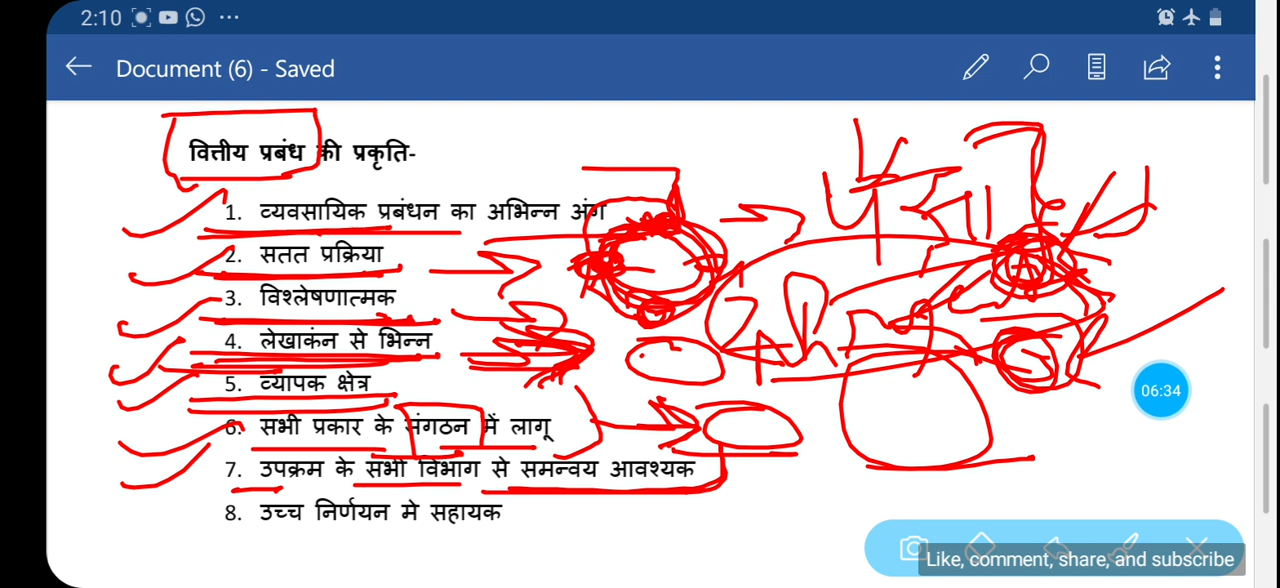 2:10
Document (6) - Saved
वित्तीय प्रबंध की प्रकृति-
1. व्यवसायिक प्रबंधन का अभिन्न अंग
2. सतत प्रक्रिया
3. विश्लेषणात्मक
4. लेखाकंन से भिन्न
5. व्यापक क्षेत्र
6. सभी प्रकार के संगठन में लागू
7. उपक्रम के सभी विभाग से समन्वय आवश्यक
8. उच्च निर्णयन मे सहायक
06:34
Like, comment, share, and subscribe